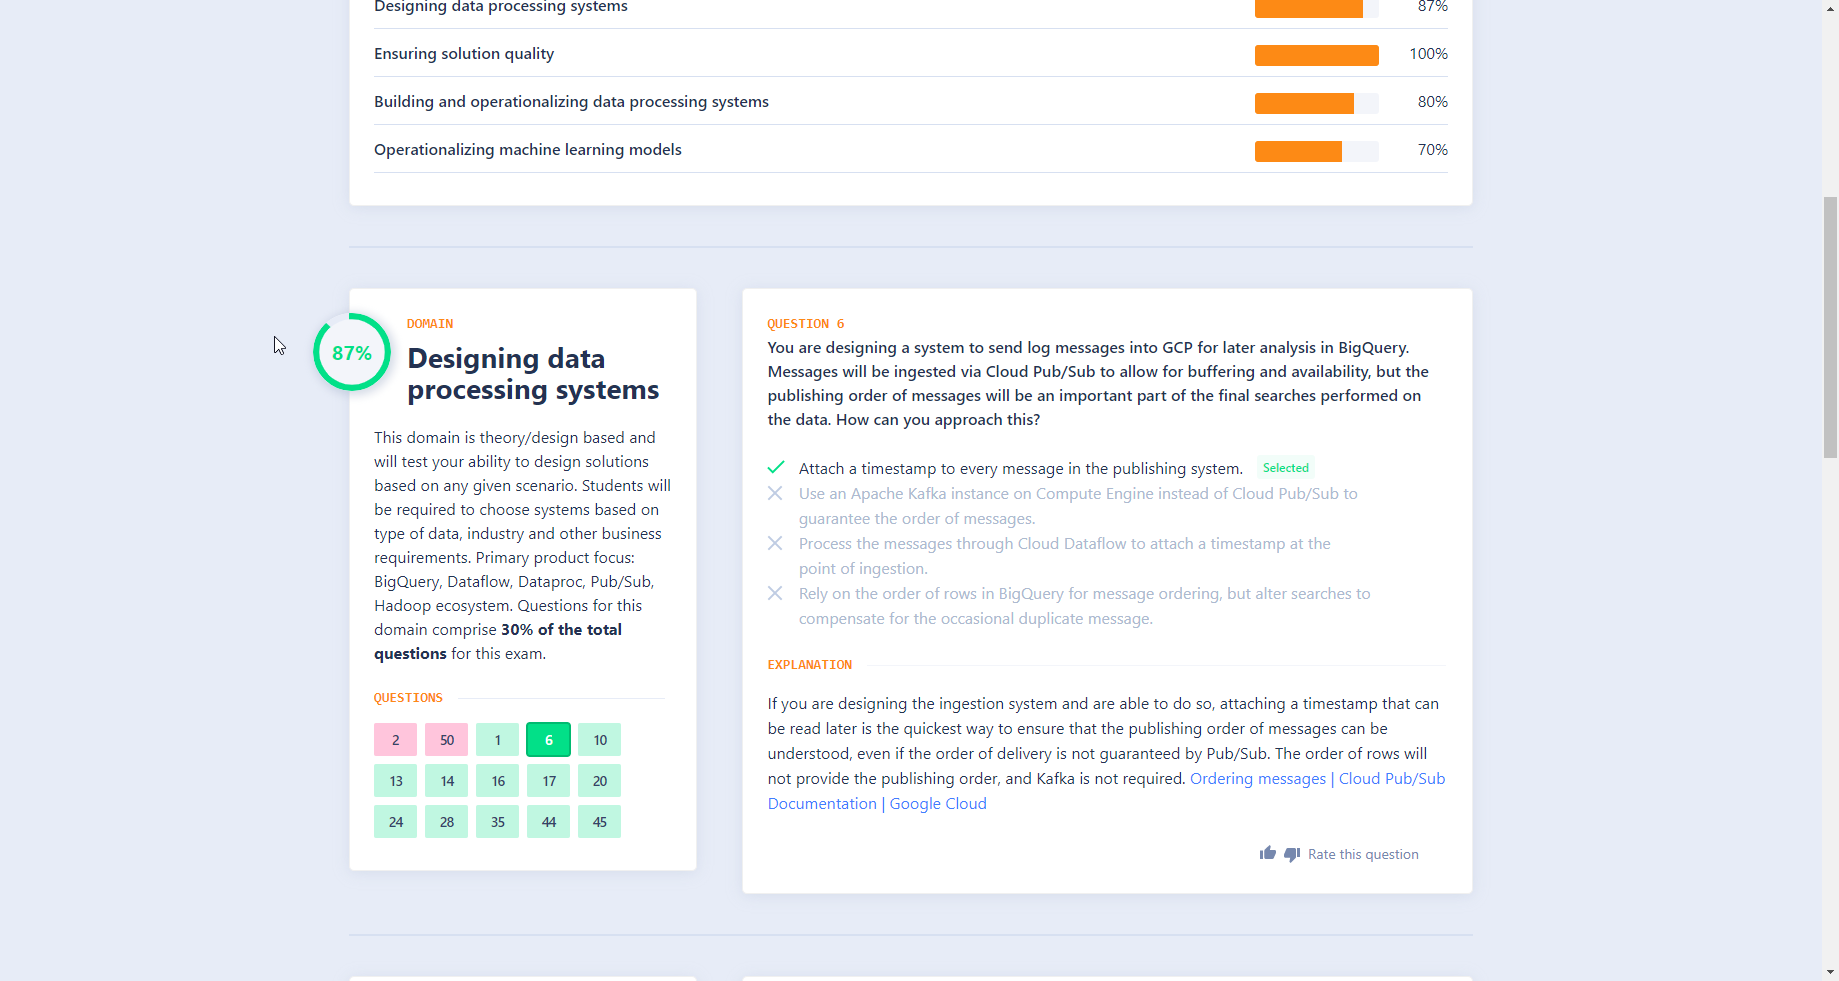 Designing data processing systems 87%
Ensuring solution quality 100%
Building and operationalizing data processing systems 80%
Operationalizing machine learning models 70%
87%
DOMAIN
Designing data
processing systems
This domain is theory/design based and
will test your ability to design solutions
based on any given scenario. Students will
be required to choose systems based on
type of data, industry and other business
requirements. Primary product focus:
BigQuery, Dataflow, Dataproc, Pub/Sub,
Hadoop ecosystem. Questions for this
domain comprise 30% of the total
questions for this exam.
QUESTIONS
2 50 1 6 10
13 14 16 17 20
24 28 35 44 45
QUESTION 6
You are designing a system to send log messages into GCP for later analysis in BigQuery.
Messages will be ingested via Cloud Pub/Sub to allow for buffering and availability, but the
publishing order of messages will be an important part of the final searches performed on
the data. How can you approach this?
Attach a timestamp to every message in the publishing system. Selected
Use an Apache Kafka instance on Compute Engine instead of Cloud Pub/Sub to
guarantee the order of messages.
Process the messages through Cloud Dataflow to attach a timestamp at the
point of ingestion.
Rely on the order of rows in BigQuery for message ordering, but alter searches to
compensate for the occasional duplicate message.
EXPLANATION
If you are designing the ingestion system and are able to do so, attaching a timestamp that can
be read later is the quickest way to ensure that the publishing order of messages can be
understood, even if the order of delivery is not guaranteed by Pub/Sub. The order of rows will
not provide the publishing order, and Kafka is not required. Ordering messages | Cloud Pub/Sub
Documentation | Google Cloud
Rate this question